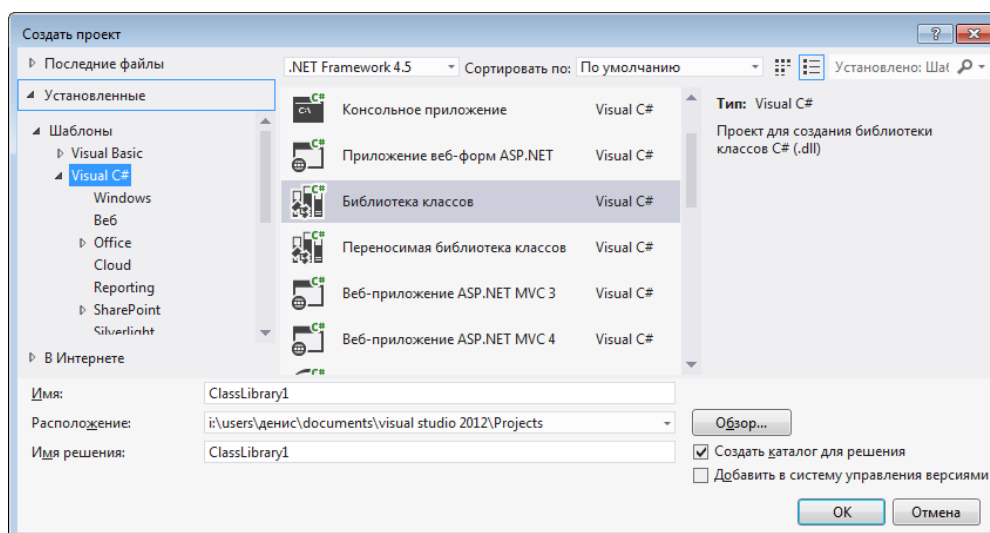 Создать проект
Последние файлы
.NET Framework 4.5 Сортировать по: По умолчанию Установлено: Шаб
Установленные
Шаблоны
Visual Basic
Visual C#
Windows
Веб
Office
Cloud
Reporting
SharePoint
Silverlight
В Интернете
Консольное приложение Visual C#
Приложение веб-форм ASP.NET Visual C#
Библиотека классов Visual C#
Переносимая библиотека классов Visual C#
Веб-приложение ASP.NET MVC 3 Visual C#
Веб-приложение ASP.NET MVC 4 Visual C#
Тип: Visual C#
Проект для создания библиотеки
классов C# (.dll)
Имя: ClassLibrary1
Расположение: i:\users\денис\documents\visual studio 2012\Projects Обзор...
Имя решения: ClassLibrary1
Создать каталог для решения
Добавить в систему управления версиями
OK Отмена